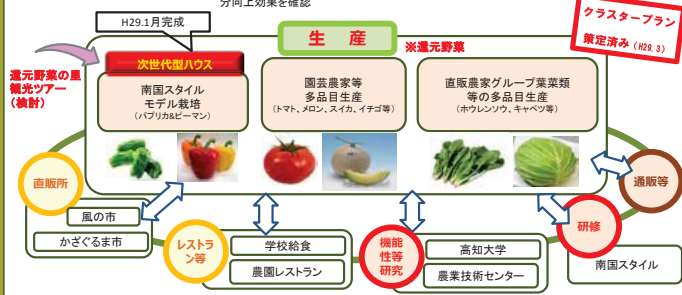 分向上効果を確認
H29.1月完成
クラスタープラン
策定済み(H29.3)
生 産
※還元野菜
還元野菜の里
観光ツアー
(検討)
次世代型ハウス
南国スタイル
モデル栽培
(パプリカ&ピーマン)
園芸農家等
多品目生産
(トマト、メロン、スイカ、イチゴ等)
直販農家グループ葉菜類
等の多品目生産
(ホウレンソウ、キャベツ等)
直販所
風の市
かざぐるま市
レストラ
ン等
学校給食
農園レストラン
機能
性等
研究
高知大学
農業技術センター
研修
南国スタイル
通販等